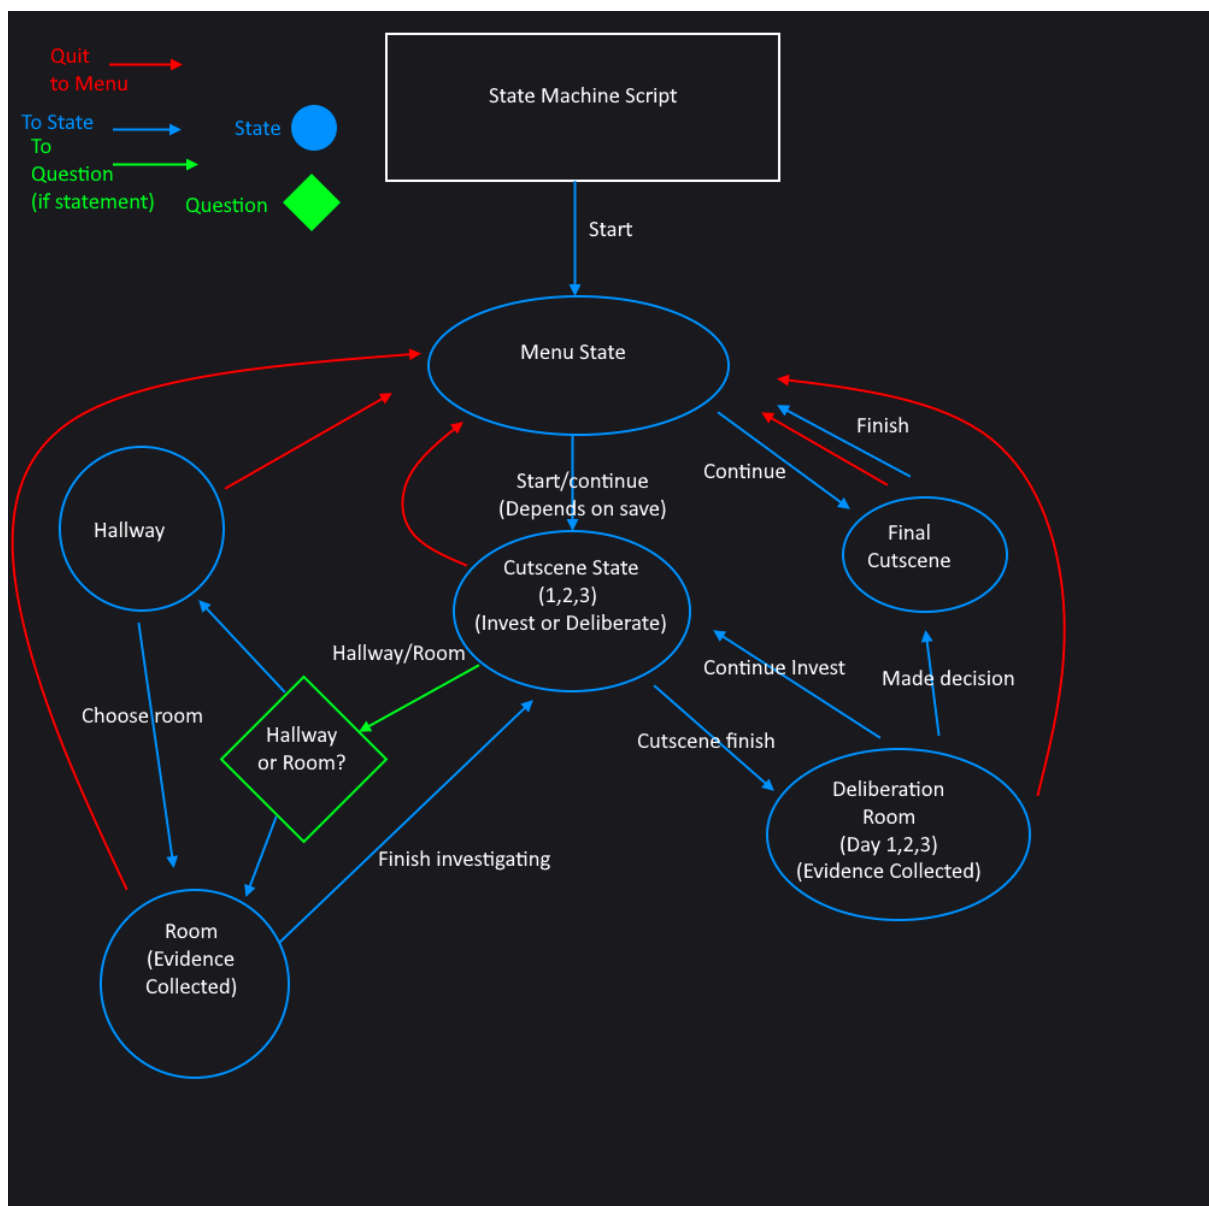 Quit
to Menu
To State
To
Question
(if statement)
State
Question
State Machine Script
Start
Menu State
Finish
Continue
Start/continue
(Depends on save)
Hallway
Final
Cutscene
Cutscene State
(1,2,3)
(Invest or Deliberate)
Hallway/Room
Continue Invest
Made decision
Choose room
Hallway
or Room?
Cutscene finish
Deliberation
Room
(Day 1,2,3)
(Evidence Collected)
Finish investigating
Room
(Evidence
Collected)